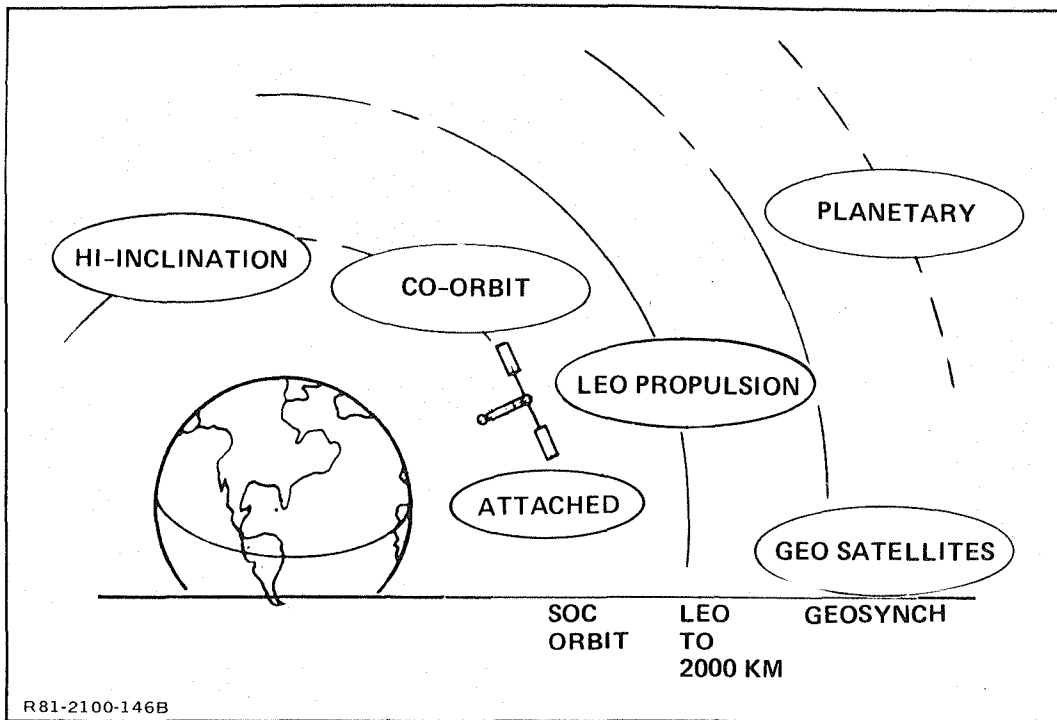 PLANETARY
HI-INCLINATION
CO-ORBIT
LEO PROPULSION
ATTACHED
GEO SATELLITES
SOC
ORBIT
LEO
TO
2000 KM
GEOSYNCH
R81-2100-146B